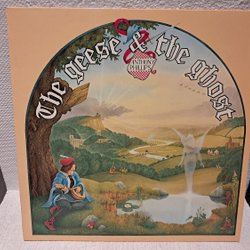 The geese & the ghost
ANTHONY
PHILLIPS